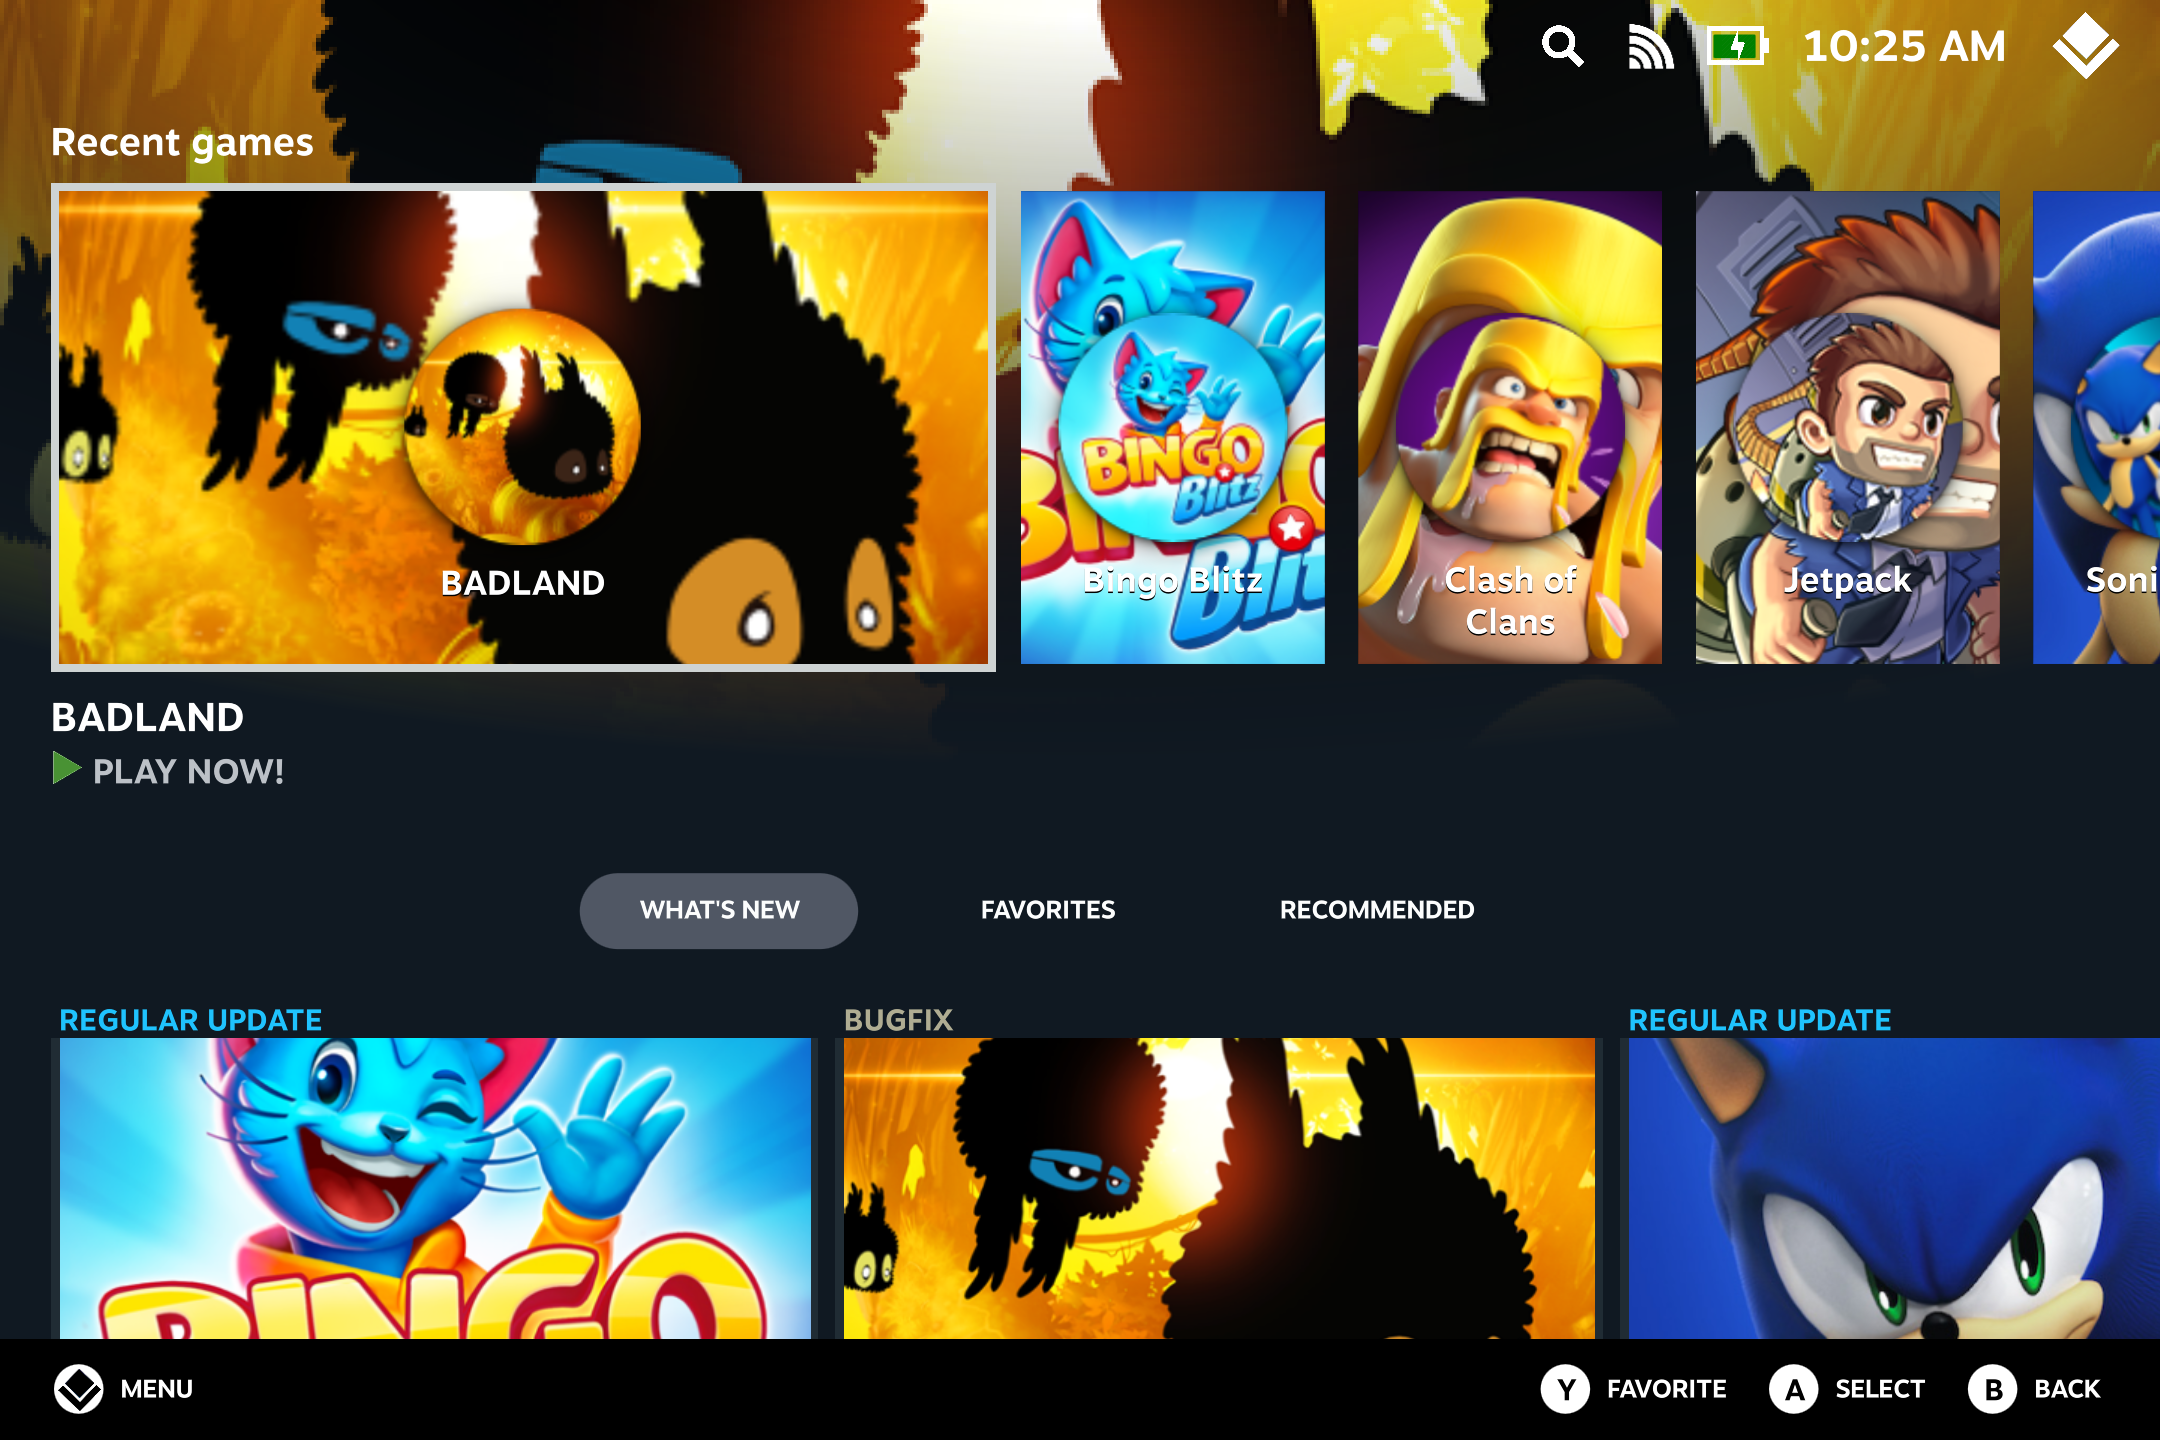 10:25 AM
Recent games
BADLAND
BINGO
Blitz
Bingo Blitz
Clash of
Clans
Jetpack
Soni
BADLAND
PLAY NOW!
WHAT'S NEW
FAVORITES
RECOMMENDED
REGULAR UPDATE
BUGFIX
REGULAR UPDATE
BINGO
MENU
Y FAVORITE
A SELECT
B BACK